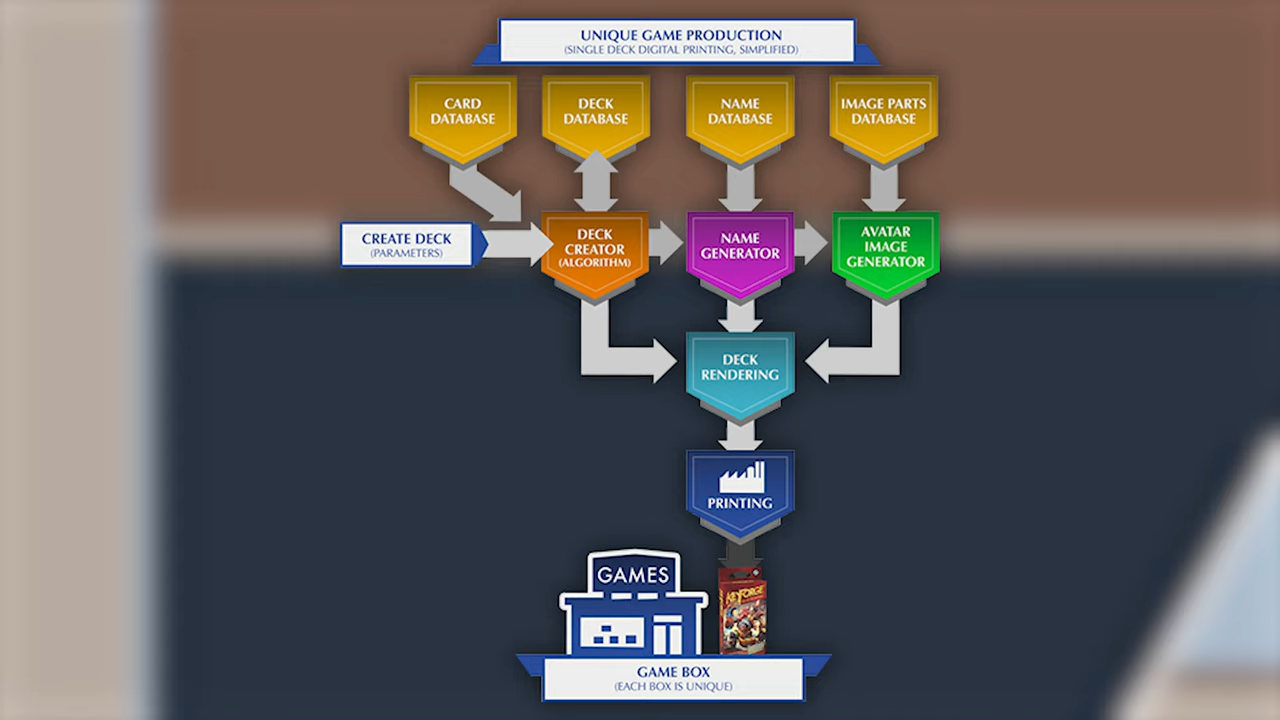 UNIQUE GAME PRODUCTION
(SINGLE DECK DIGITAL PRINTING, SIMPLIFIED)
CARD
DATABASE
DECK
DATABASE
NAME
DATABASE
IMAGE PARTS
DATABASE
CREATE DECK
(PARAMETERS)
DECK
CREATOR
(ALGORITHM)
NAME
GENERATOR
AVATAR
IMAGE
GENERATOR
DECK
RENDERING
PRINTING
GAMES
KEYFORGE
GAME BOX
(EACH BOX IS UNIQUE)